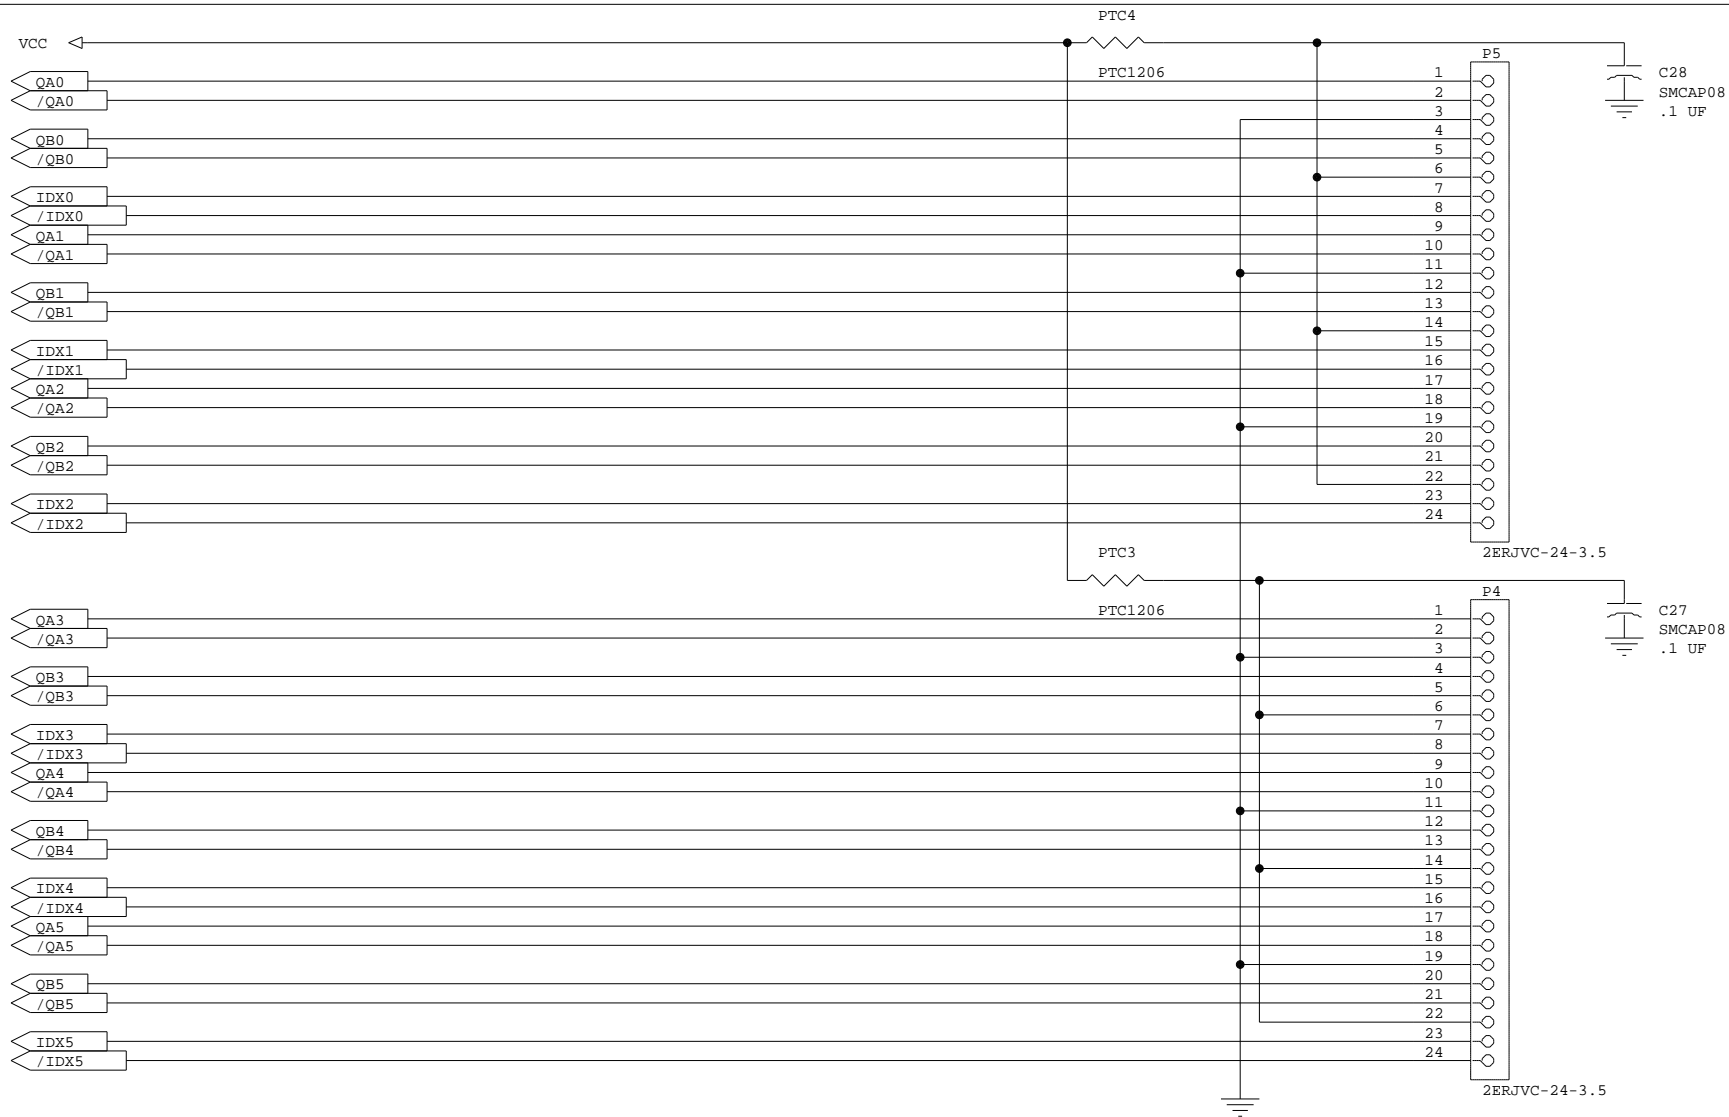 PTC4
VCC
P5
QA0 PTC1206 1 C28
/QA0 2 SMCAP08
3 .1 UF
QB0 4
/QB0 5
6
IDX0 7
/IDX0 8
QA1 9
/QA1 10
11
QB1 12
/QB1 13
14
IDX1 15
/IDX1 16
QA2 17
/QA2 18
19
QB2 20
/QB2 21
22
IDX2 23
/IDX2 24
PTC3 2ERJVC-24-3.5
P4
QA3 PTC1206 1 C27
/QA3 2 SMCAP08
3 .1 UF
QB3 4
/QB3 5
6
IDX3 7
/IDX3 8
QA4 9
/QA4 10
11
QB4 12
/QB4 13
14
IDX4 15
/IDX4 16
QA5 17
/QA5 18
19
QB5 20
/QB5 21
22
IDX5 23
/IDX5 24
2ERJVC-24-3.5